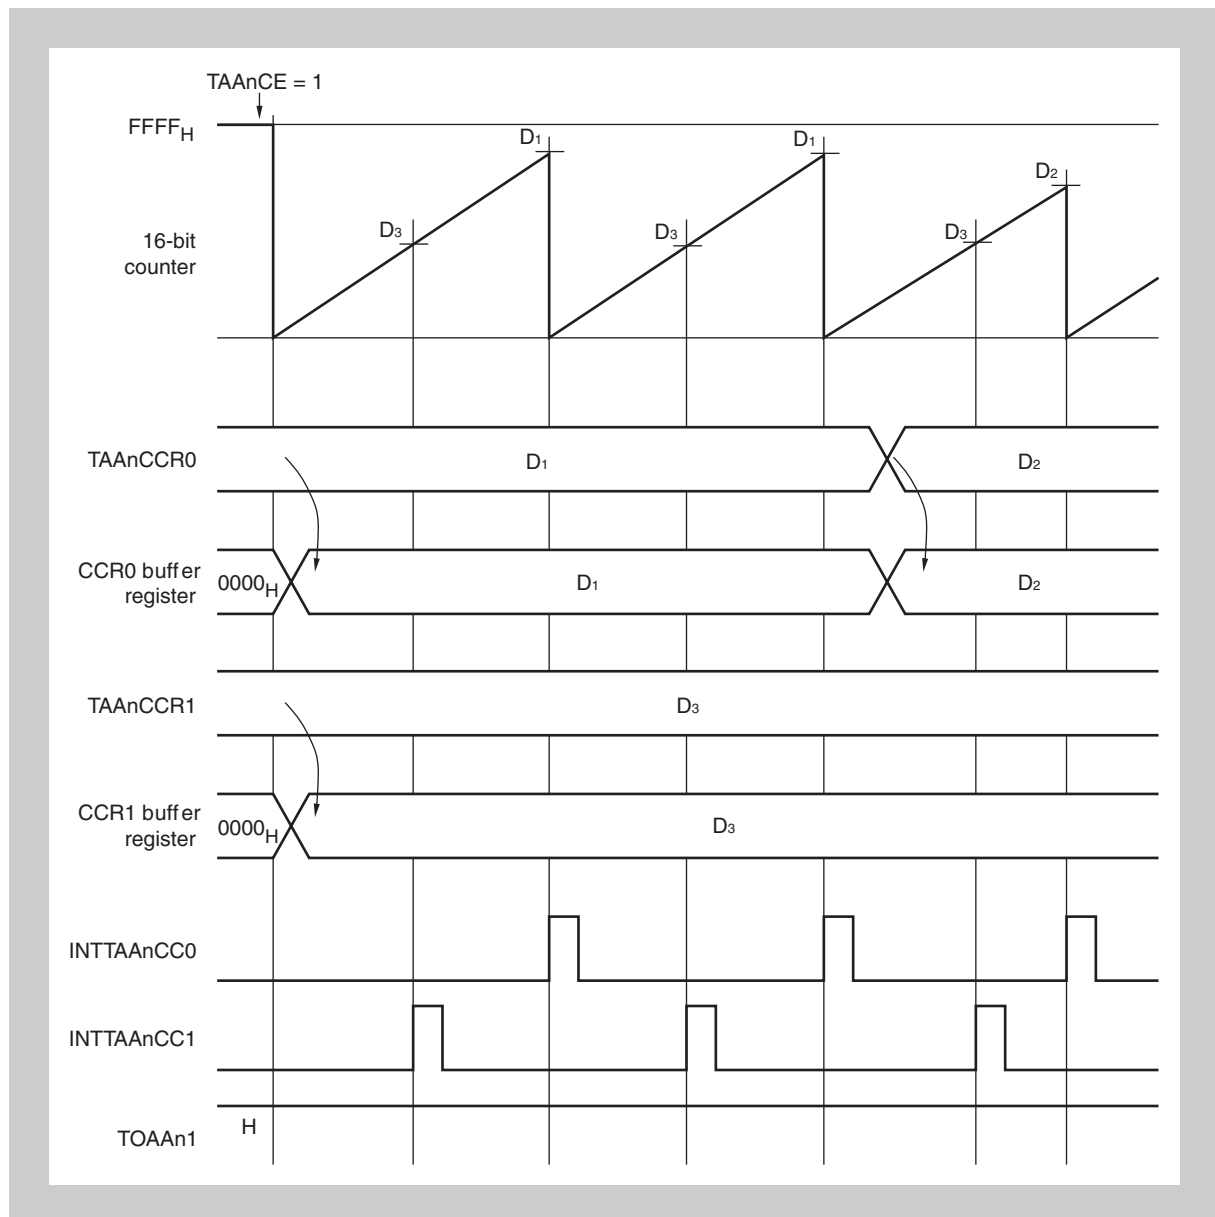 TAAnCE = 1
FFFFH
D1
D1
D2
D3
D3
D3
16-bit
counter
TAAnCCR0
D1
D2
CCR0 buffer
register
0000H
D1
D2
TAAnCCR1
D3
CCR1 buffer
register
0000H
D3
INTTAAnCC0
INTTAAnCC1
H
TOAAn1